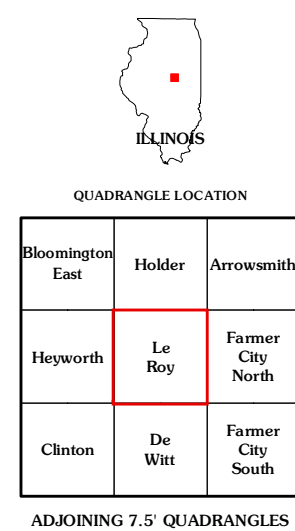 ILLINOIS
QUADRANGLE LOCATION
Bloomington
East
Holder
Arrowsmith
Heyworth
Le
Roy
Farmer
City
North
Clinton
De
Witt
Farmer
City
South
ADJOINING 7.5' QUADRANGLES